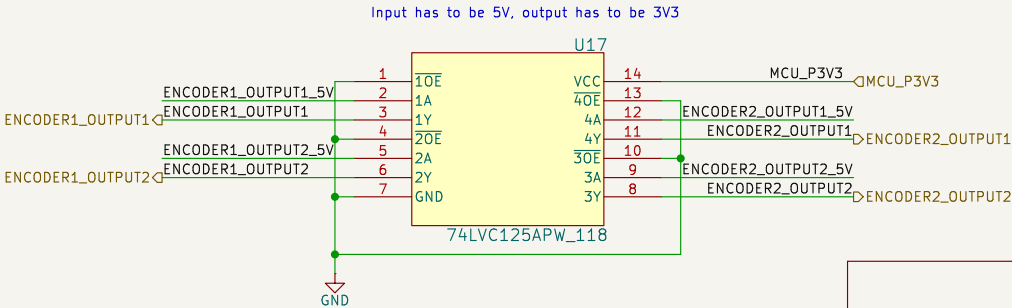 Input has to be 5V, output has to be 3V3
U17
1 1OE VCC 14 MCU_P3V3 MCU_P3V3
ENCODER1_OUTPUT1_5V 2 1A 4OE 13
ENCODER1_OUTPUT1 ENCODER1_OUTPUT1 3 1Y 4A 12 ENCODER2_OUTPUT1_5V
4 2OE 4Y 11 ENCODER2_OUTPUT1 ENCODER2_OUTPUT1
ENCODER1_OUTPUT2_5V 5 2A 3OE 10
ENCODER1_OUTPUT2 ENCODER1_OUTPUT2 6 2Y 3A 9 ENCODER2_OUTPUT2_5V
7 GND 3Y 8 ENCODER2_OUTPUT2 ENCODER2_OUTPUT2
74LVC125APW_118
GND